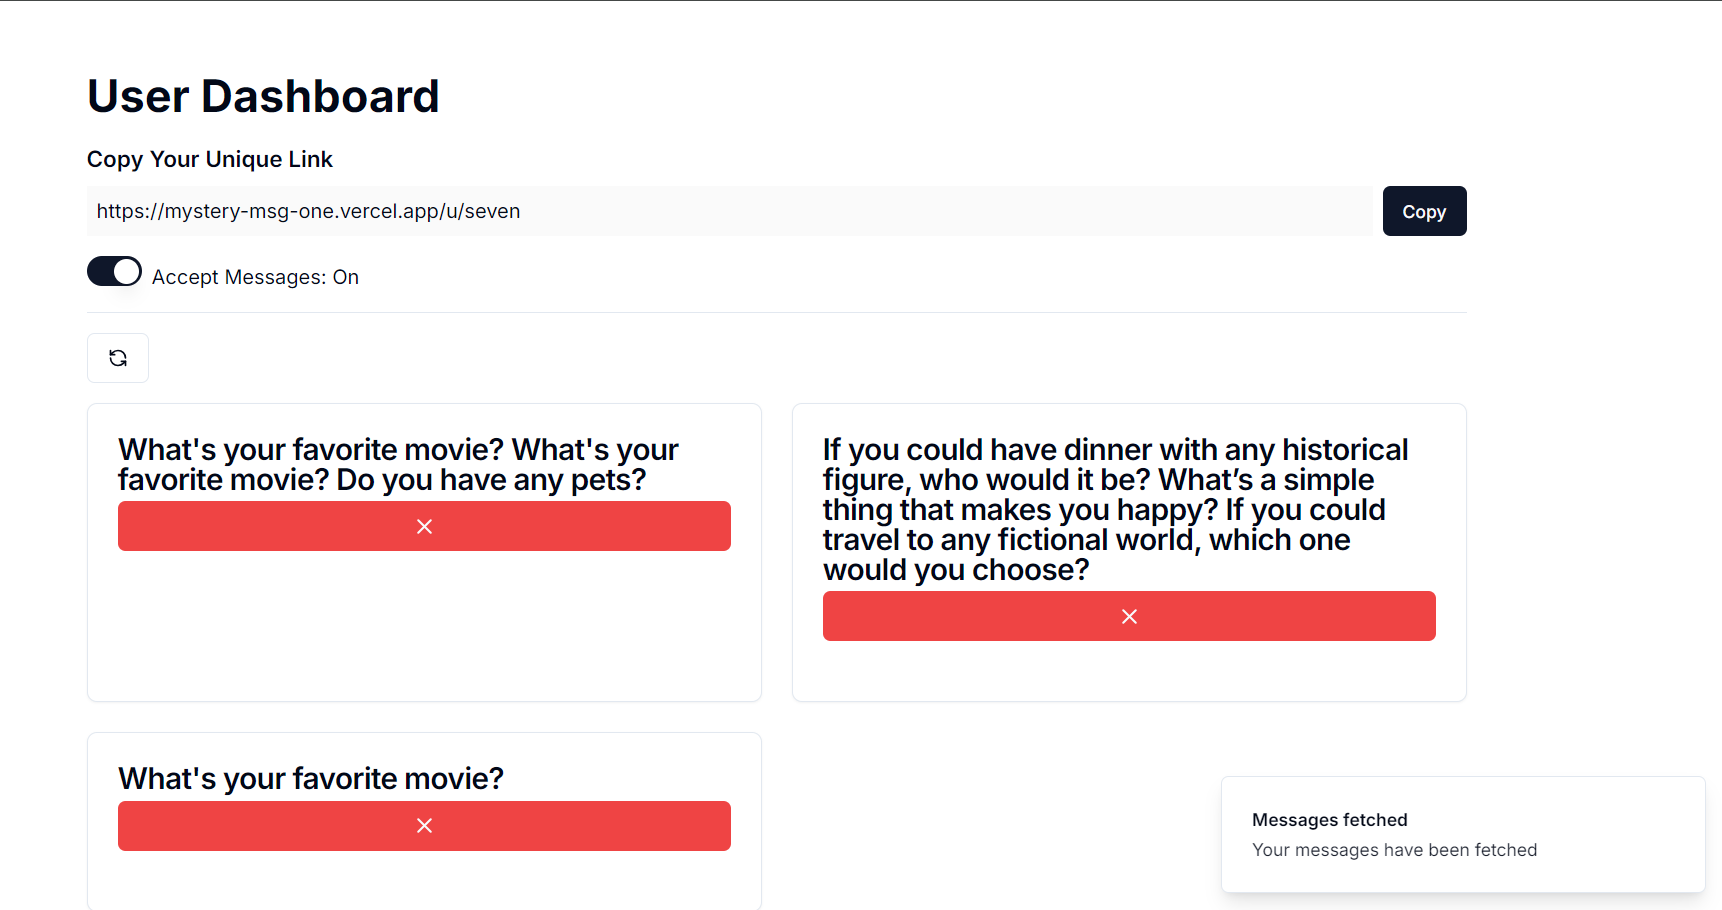 User Dashboard
Copy Your Unique Link
https://mystery-msg-one.vercel.app/u/seven
Copy
Accept Messages: On
What's your favorite movie? What's your
favorite movie? Do you have any pets?
If you could have dinner with any historical
figure, who would it be? What’s a simple
thing that makes you happy? If you could
travel to any fictional world, which one
would you choose?
What's your favorite movie?
Messages fetched
Your messages have been fetched